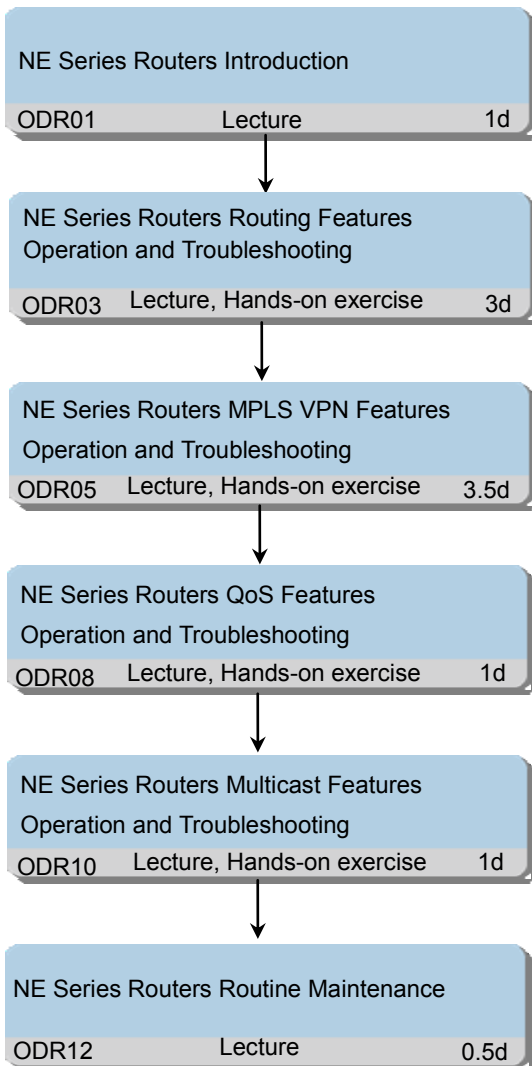 NE Series Routers Introduction
ODR01 Lecture 1d
NE Series Routers Routing Features
Operation and Troubleshooting
ODR03 Lecture, Hands-on exercise 3d
NE Series Routers MPLS VPN Features
Operation and Troubleshooting
ODR05 Lecture, Hands-on exercise 3.5d
NE Series Routers QoS Features
Operation and Troubleshooting
ODR08 Lecture, Hands-on exercise 1d
NE Series Routers Multicast Features
Operation and Troubleshooting
ODR10 Lecture, Hands-on exercise 1d
NE Series Routers Routine Maintenance
ODR12 Lecture 0.5d